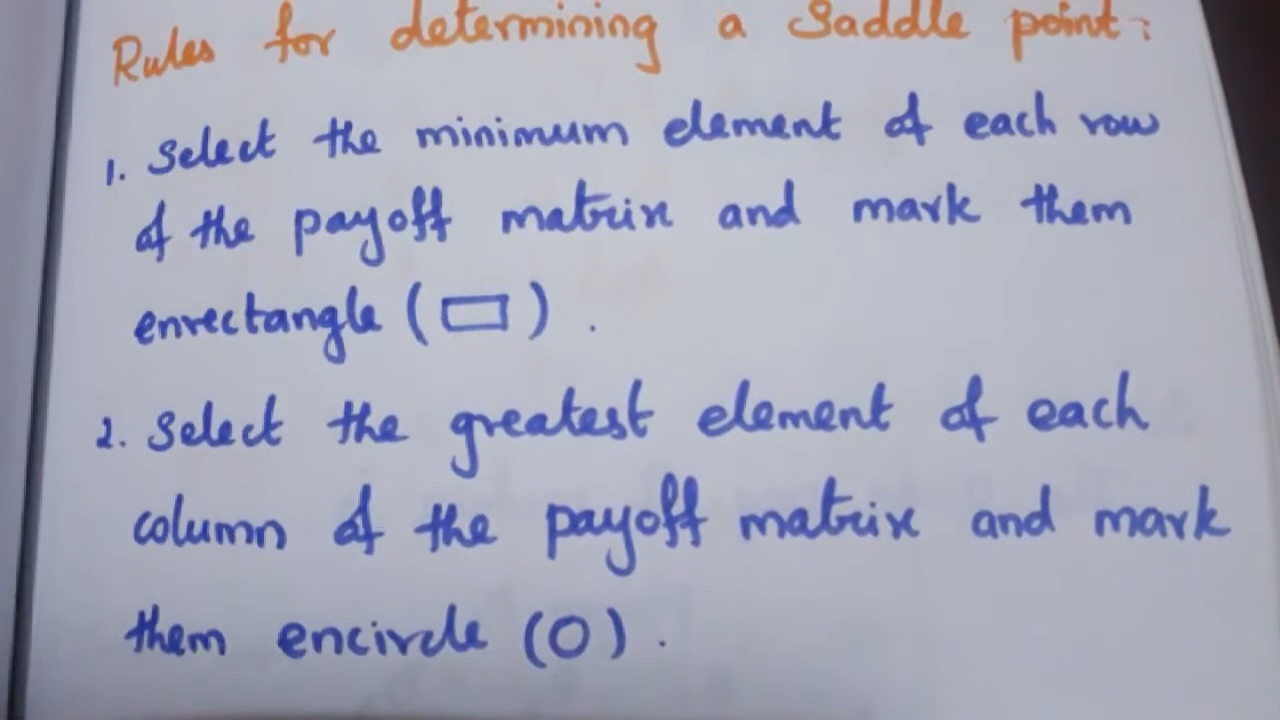 Rules for determining a Saddle point:
1. Select the minimum element of each row
of the payoff matrix and mark them
enrectangle (▭).
2. Select the greatest element of each
column of the payoff matrix and mark
them encircle (O).